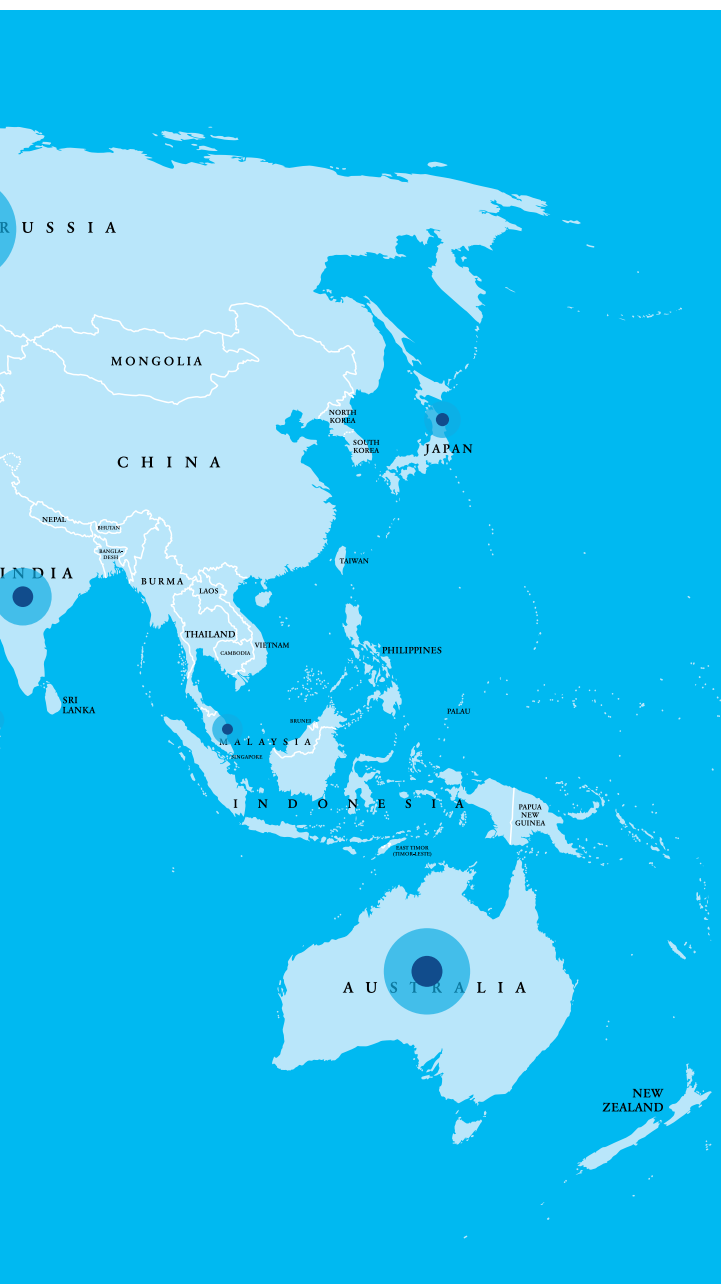 RUSSIA
MONGOLIA
NORTH
KOREA
SOUTH
KOREA
JAPAN
CHINA
NEPAL
BHUTAN
BANGLA-
DESH
INDIA
BURMA
TAIWAN
LAOS
THAILAND
VIETNAM
CAMBODIA
PHILIPPINES
SRI
LANKA
PALAU
BRUNEI
MALAYSIA
SINGAPORE
INDONESIA
PAPUA
NEW
GUINEA
EAST TIMOR
(TIMOR-LESTE)
AUSTRALIA
NEW
ZEALAND